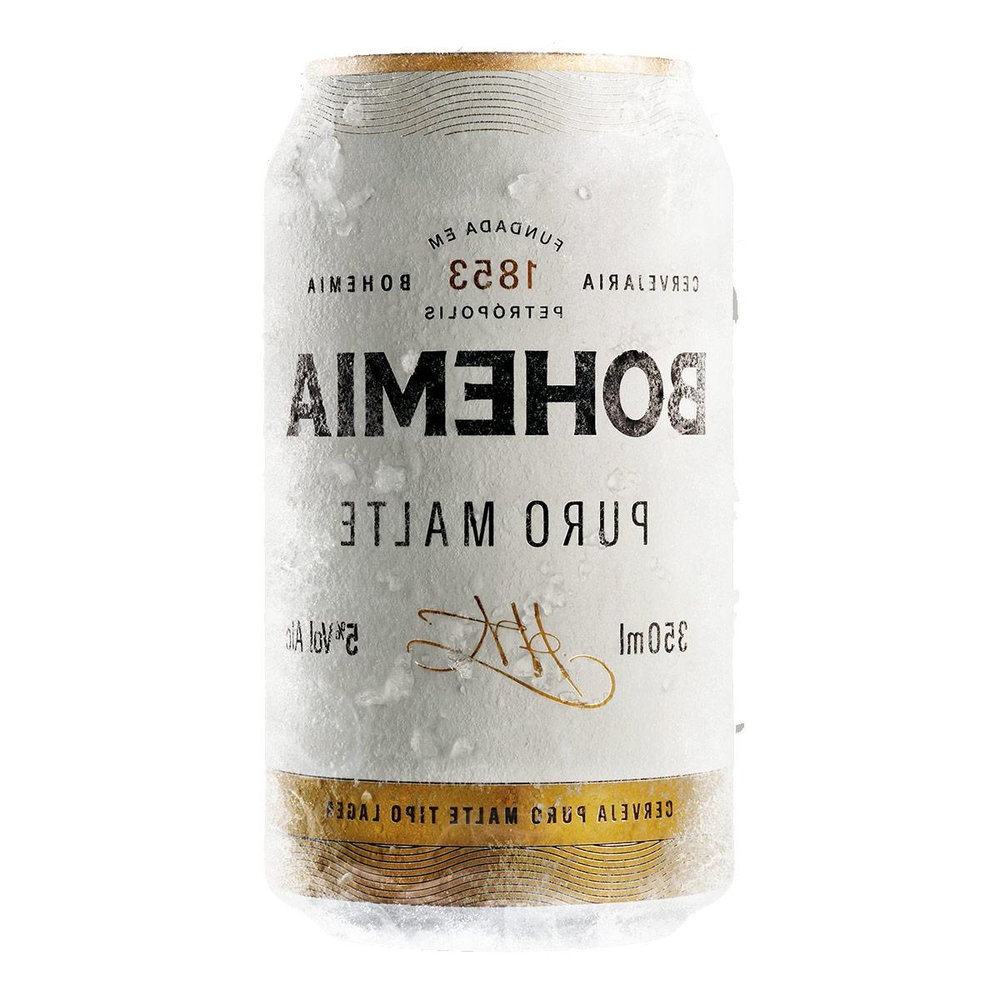 FUNDADA EM
CERVEJARIA 1853 BOHEMIA
PETRÓPOLIS
BOHEMIA
PURO MALTE
350ml 5%Vol Alc
CERVEJA PURO MALTE TIPO LAGER